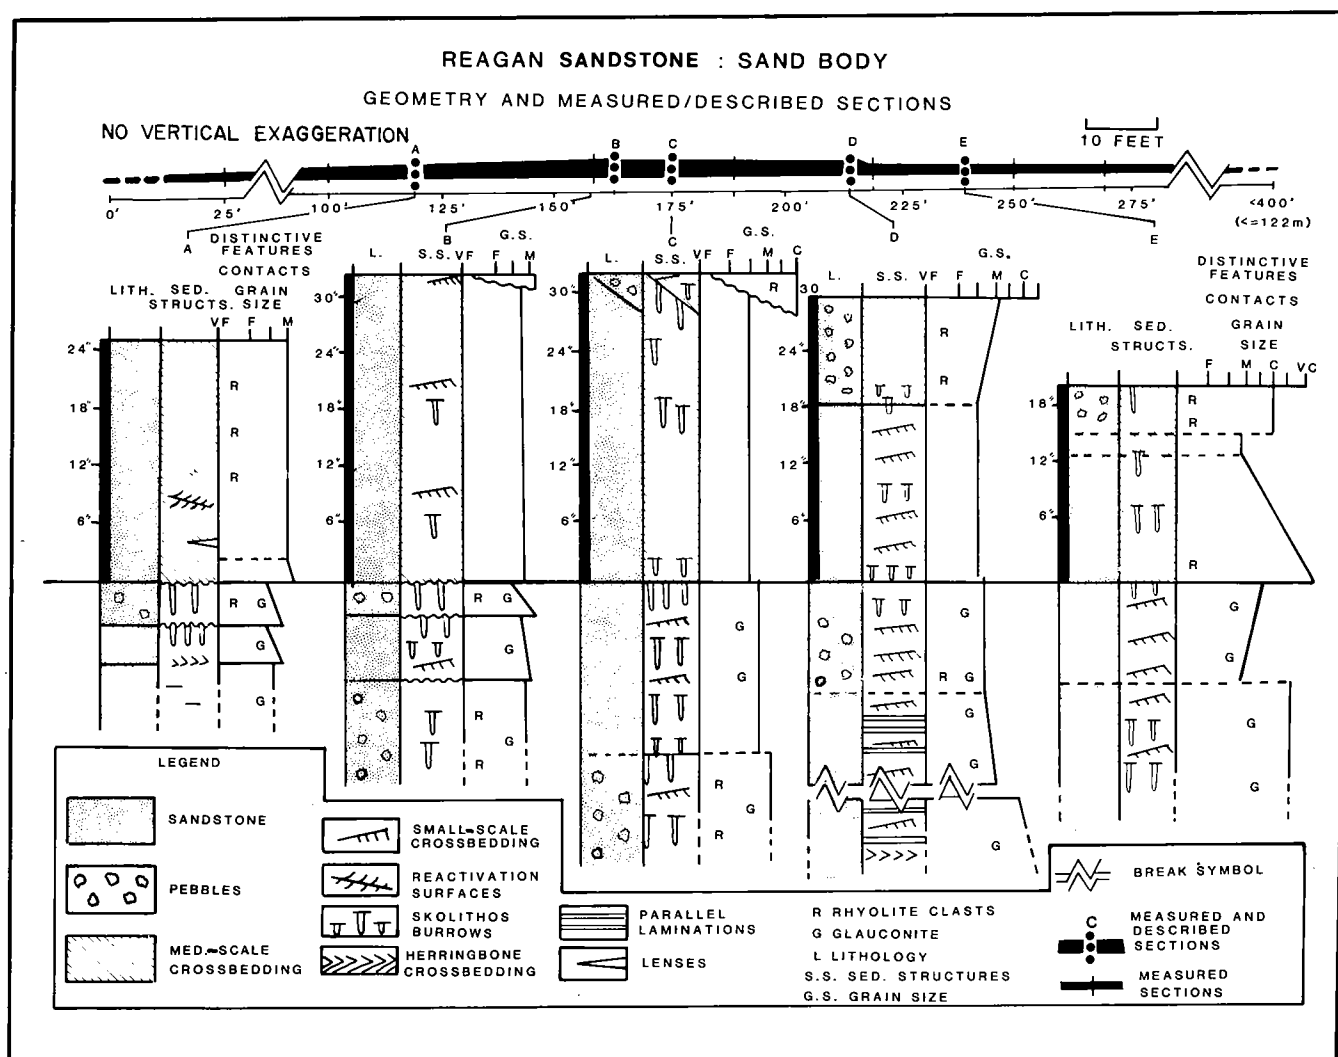 REAGAN SANDSTONE : SAND BODY
GEOMETRY AND MEASURED/DESCRIBED SECTIONS
NO VERTICAL EXAGGERATION
10 FEET
A B C D E
0' 25' 100' 125' 150' 175' 200' 225' 250' 275' <400'
(<=122m)
A B C D E
DISTINCTIVE
FEATURES
CONTACTS
LITH. SED. GRAIN
STRUCTS. SIZE
VF F M
24"
18"
12"
6"
R
R
R
R G
G
G
G.S.
L. S.S. VF F M
30"
24"
18"
12"
6"
R G
G
R
G
R
G.S.
L. S.S. VF F M C
30"
24"
18"
12"
6"
R
G
G
R
G
R
G.S.
L. S.S. VF F M C
30
24"
18"
12"
6"
R
R
G
R G
G
G
G
DISTINCTIVE
FEATURES
CONTACTS
LITH. SED. GRAIN
STRUCTS. SIZE
F M C VC
18"
12"
6"
R
R
R
G
G
G
G
LEGEND
SANDSTONE
PEBBLES
MED.-SCALE
CROSSBEDDING
SMALL-SCALE
CROSSBEDDING
REACTIVATION
SURFACES
SKOLITHOS
BURROWS
HERRINGBONE
CROSSBEDDING
PARALLEL
LAMINATIONS
LENSES
R RHYOLITE CLASTS
G GLAUCONITE
L LITHOLOGY
S.S. SED. STRUCTURES
G.S. GRAIN SIZE
BREAK SYMBOL
C
MEASURED AND
DESCRIBED
SECTIONS
MEASURED
SECTIONS